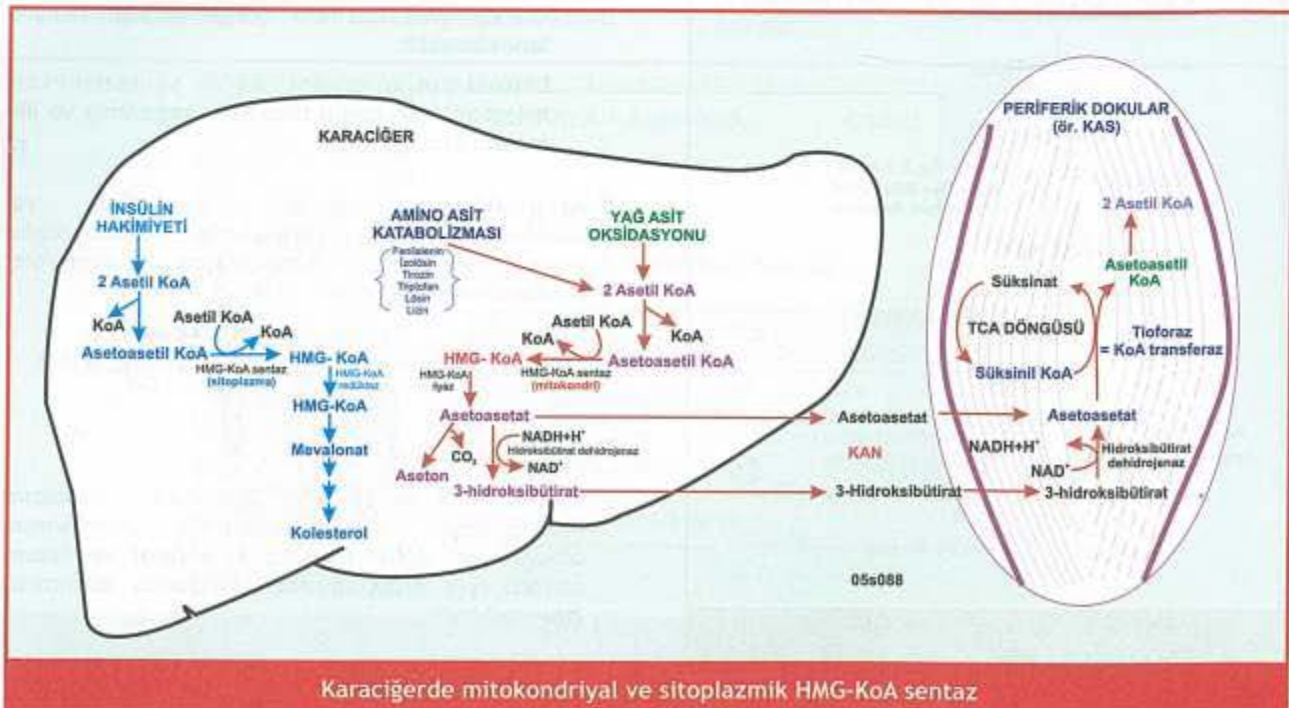 KARACİĞER
İNSÜLİN
HAKİMİYETİ
2 Asetil KoA
KoA
Asetoasetil KoA
Asetil KoA
KoA
HMG-KoA sentaz
(sitoplazma)
HMG- KoA
HMG-KoA
redüktaz
HMG-KoA
Mevalonat
Kolesterol
AMİNO ASİT
KATABOLİZMASI
Fenilalenin
İzolösin
Tirozin
Triptofan
Lösin
Lizin
YAĞ ASİT
OKSİDASYONU
2 Asetil KoA
KoA
Asetil KoA
KoA
Asetoasetil KoA
HMG-KoA sentaz
(mitokondri)
HMG- KoA
HMG-KoA
liyaz
Asetoasetat
CO₂
Aseton
NADH+H⁺
Hidroksibütirat dehidrojenaz
NAD⁺
3-hidroksibütirat
Asetoasetat
KAN
3-Hidroksibütirat
05s088
PERİFERİK DOKULAR
(ör. KAS)
2 Asetil KoA
Asetoasetil
KoA
Süksinat
TCA DÖNGÜSÜ
Süksinil KoA
Tioforaz
= KoA transferaz
Asetoasetat
NADH+H⁺
NAD⁺
Hidroksibütirat
dehidrojenaz
3-hidroksibütirat
Karaciğerde mitokondriyal ve sitoplazmik HMG-KoA sentaz